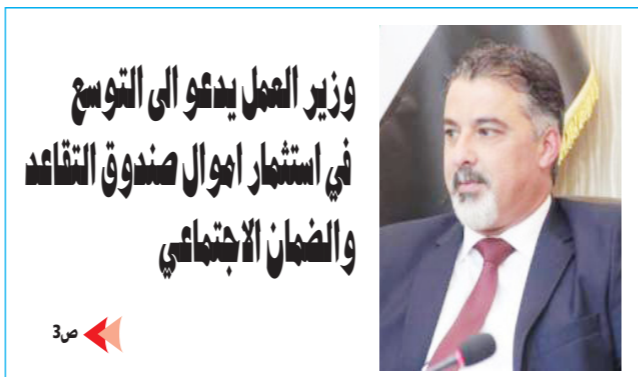 وزير العمل يدعو الى التوسع
في استثمار اموال صندوق التقاعد
والضمان الاجتماعي
ص3